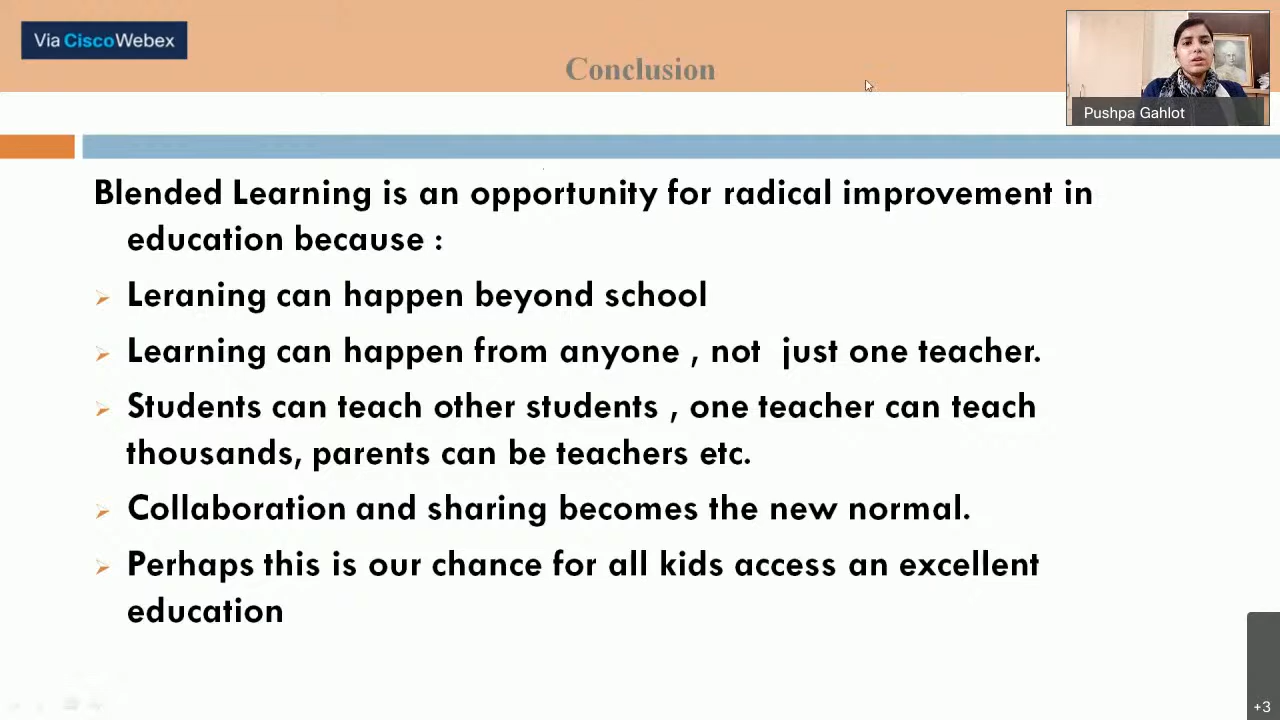 Via CiscoWebex
Conclusion
Pushpa Gahlot
Blended Learning is an opportunity for radical improvement in
education because :
Leraning can happen beyond school
Learning can happen from anyone , not just one teacher.
Students can teach other students , one teacher can teach
thousands, parents can be teachers etc.
Collaboration and sharing becomes the new normal.
Perhaps this is our chance for all kids access an excellent
education
+3